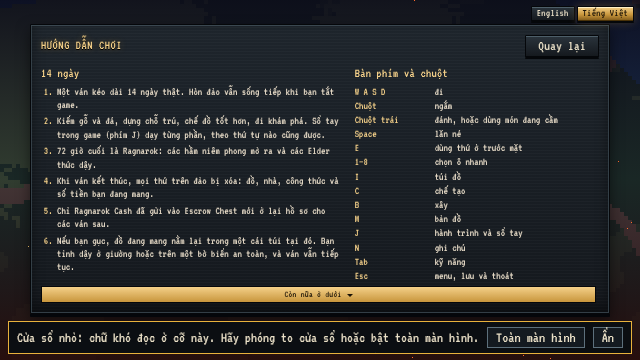 English Tiếng Việt
HƯỚNG DẪN CHƠI
Quay lại
14 ngày
1. Một ván kéo dài 14 ngày thật. Hòn đảo vẫn sống tiếp khi bạn tắt
game.
2. Kiếm gỗ và đá, dựng chỗ trú, chế đồ tốt hơn, đi khám phá. Sổ tay
trong game (phím J) dạy từng phần, theo thứ tự nào cũng được.
3. 72 giờ cuối là Ragnarok: các hầm niêm phong mở ra và các Elder
thức dậy.
4. Khi ván kết thúc, mọi thứ trên đảo bị xóa: đồ, nhà, công thức và
số tiền bạn đang mang.
5. Chỉ Ragnarok Cash đã gửi vào Escrow Chest mới ở lại hồ sơ cho
các ván sau.
6. Nếu bạn gục, đồ đang mang nằm lại trong một cái túi tại đó. Bạn
tỉnh dậy ở giường hoặc trên một bờ biển an toàn, và ván vẫn tiếp
tục.
Bàn phím và chuột
W A S D đi
Chuột ngắm
Chuột trái đánh, hoặc dùng món đang cầm
Space lăn né
E dùng thứ ở trước mặt
1-8 chọn ô nhanh
I túi đồ
C chế tạo
B xây
M bản đồ
J hành trình và sổ tay
N ghi chú
Tab kỹ năng
Esc menu, lưu và thoát
Còn nữa ở dưới
Cửa sổ nhỏ: chữ khó đọc ở cỡ này. Hãy phóng to cửa sổ hoặc bật toàn màn hình.
Toàn màn hình
Ẩn